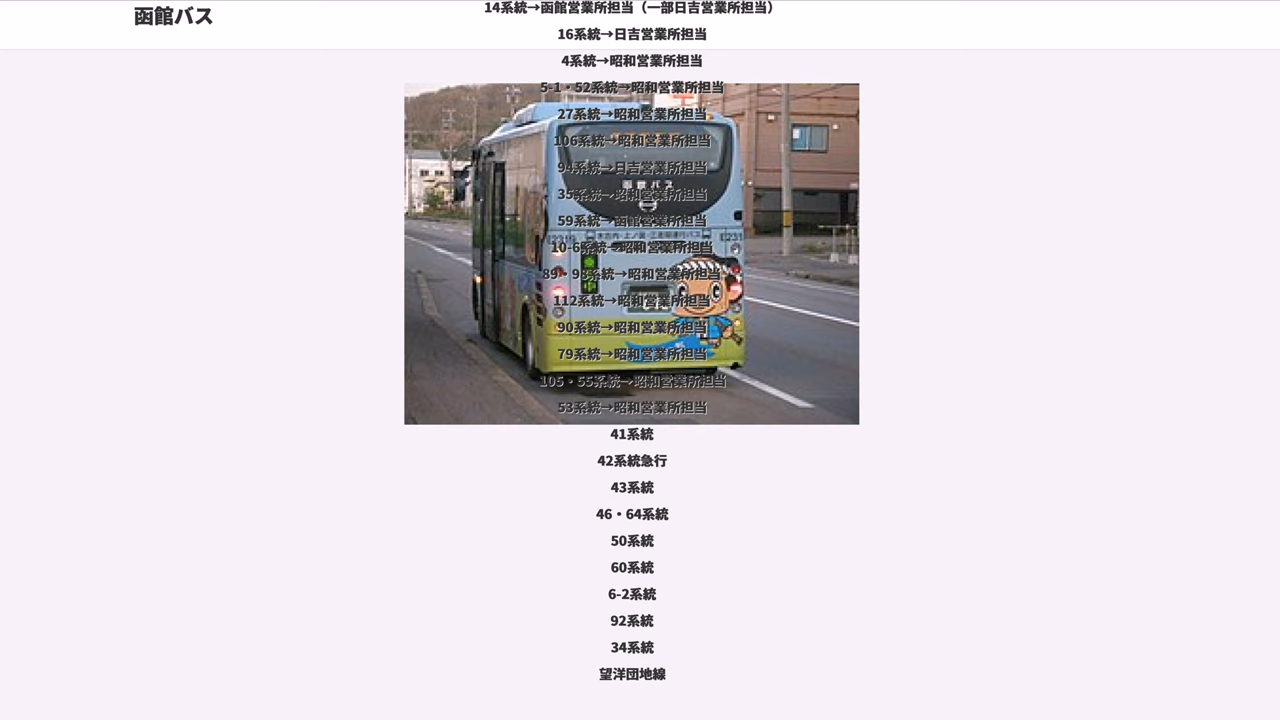 函館バス
14系統→函館営業所担当（一部日吉営業所担当）
16系統→日吉営業所担当
4系統→昭和営業所担当
5-1・52系統→昭和営業所担当
27系統→昭和営業所担当
106系統→昭和営業所担当
94系統→日吉営業所担当
35系統→昭和営業所担当
59系統→函館営業所担当
10-6系統→昭和営業所担当
89・93系統→昭和営業所担当
112系統→昭和営業所担当
90系統→昭和営業所担当
79系統→昭和営業所担当
105・55系統→昭和営業所担当
53系統→昭和営業所担当
41系統
42系統急行
43系統
46・64系統
50系統
60系統
6-2系統
92系統
34系統
望洋団地線